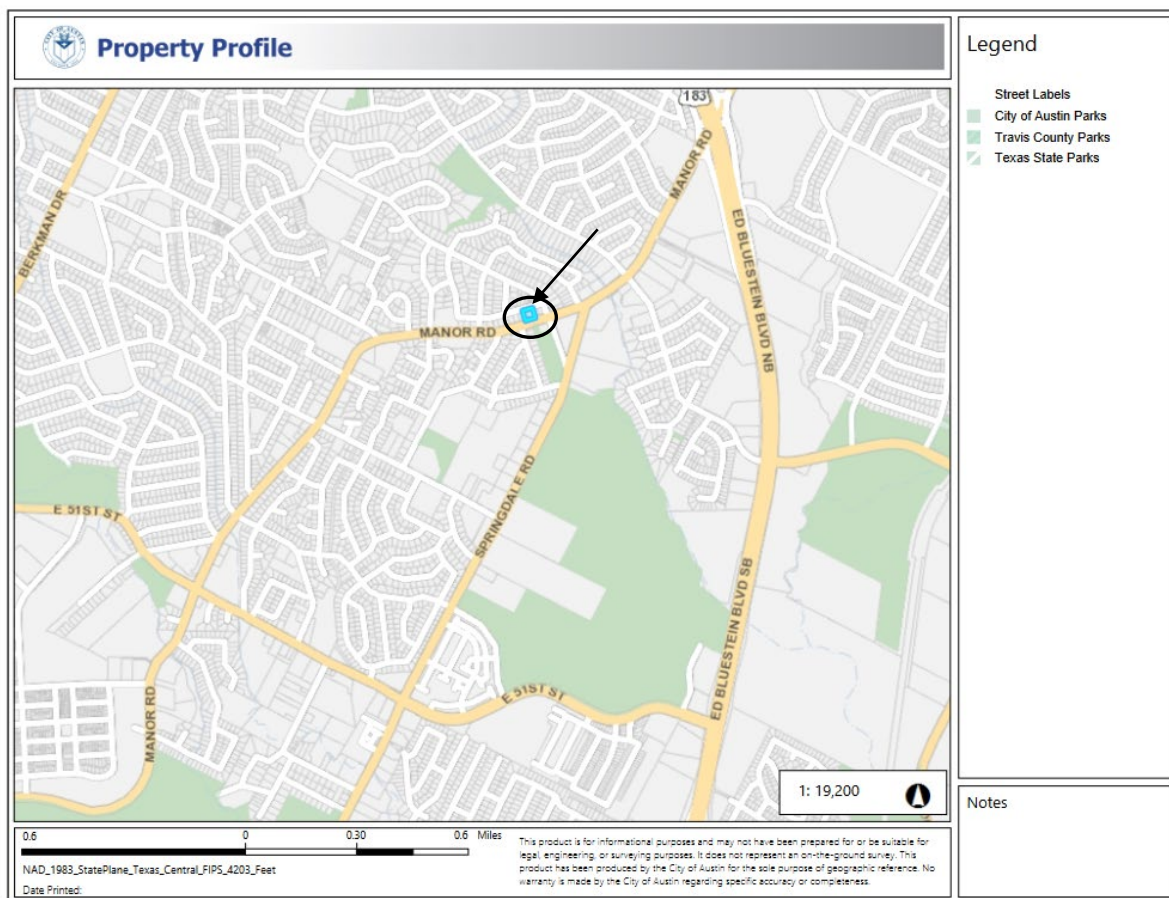 Property Profile
Legend
Street Labels
City of Austin Parks
Travis County Parks
Texas State Parks
183
MANOR RD
BERKMAN DR
ED BLUESTEIN BLVD NB
MANOR RD
SPRINGDALE RD
E 51ST ST
ED BLUESTEIN BLVD SB
E 51ST ST
MANOR RD
1: 19,200
Notes
0.6 0 0.30 0.6 Miles
NAD_1983_StatePlane_Texas_Central_FIPS_4203_Feet
Date Printed:
This product is for informational purposes and may not have been prepared for or be suitable for
legal, engineering, or surveying purposes. It does not represent an on-the-ground survey. This
product has been produced by the City of Austin for the sole purpose of geographic reference. No
warranty is made by the City of Austin regarding specific accuracy or completeness.